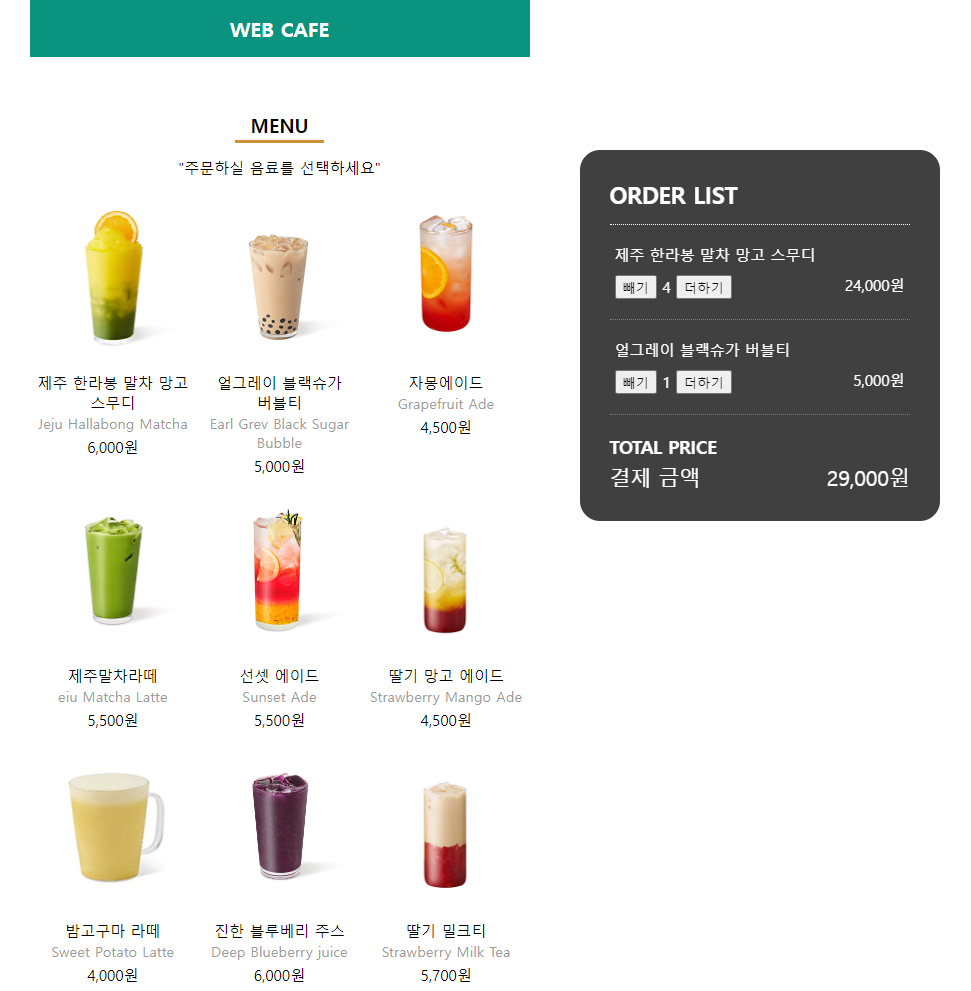 WEB CAFE
MENU
"주문하실 음료를 선택하세요"
제주 한라봉 말차 망고
스무디
Jeju Hallabong Matcha
6,000원
얼그레이 블랙슈가
버블티
Earl Grev Black Sugar
Bubble
5,000원
자몽에이드
Grapefruit Ade
4,500원
제주말차라떼
eiu Matcha Latte
5,500원
선셋 에이드
Sunset Ade
5,500원
딸기 망고 에이드
Strawberry Mango Ade
4,500원
밤고구마 라떼
Sweet Potato Latte
4,000원
진한 블루베리 주스
Deep Blueberry juice
6,000원
딸기 밀크티
Strawberry Milk Tea
5,700원
ORDER LIST
제주 한라봉 말차 망고 스무디
빼기 4 더하기 24,000원
얼그레이 블랙슈가 버블티
빼기 1 더하기 5,000원
TOTAL PRICE
결제 금액 29,000원